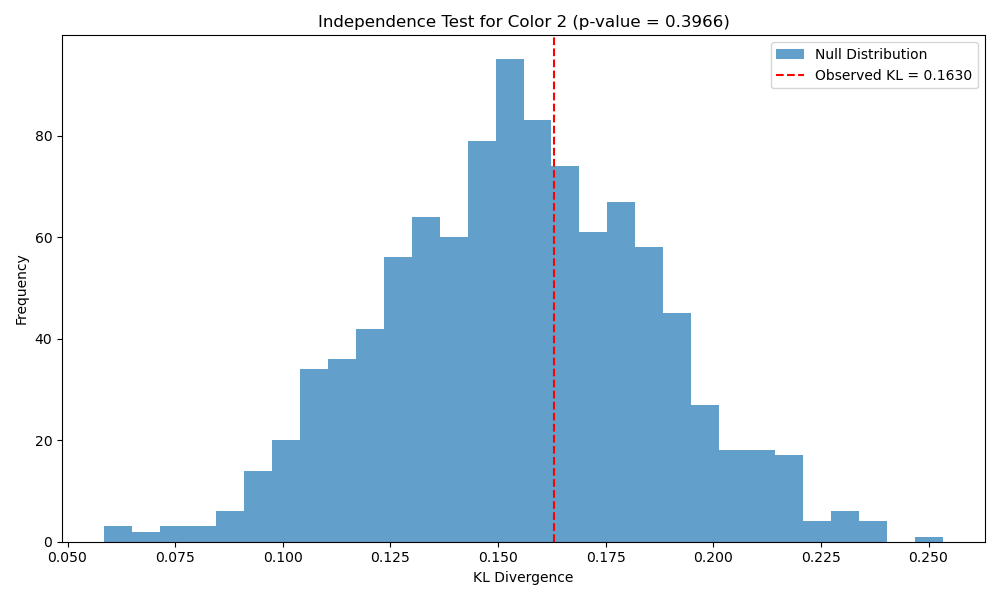 Independence Test for Color 2 (p-value = 0.3966)
Null Distribution
Observed KL = 0.1630
Frequency
80
60
40
20
0
0.050 0.075 0.100 0.125 0.150 0.175 0.200 0.225 0.250
KL Divergence